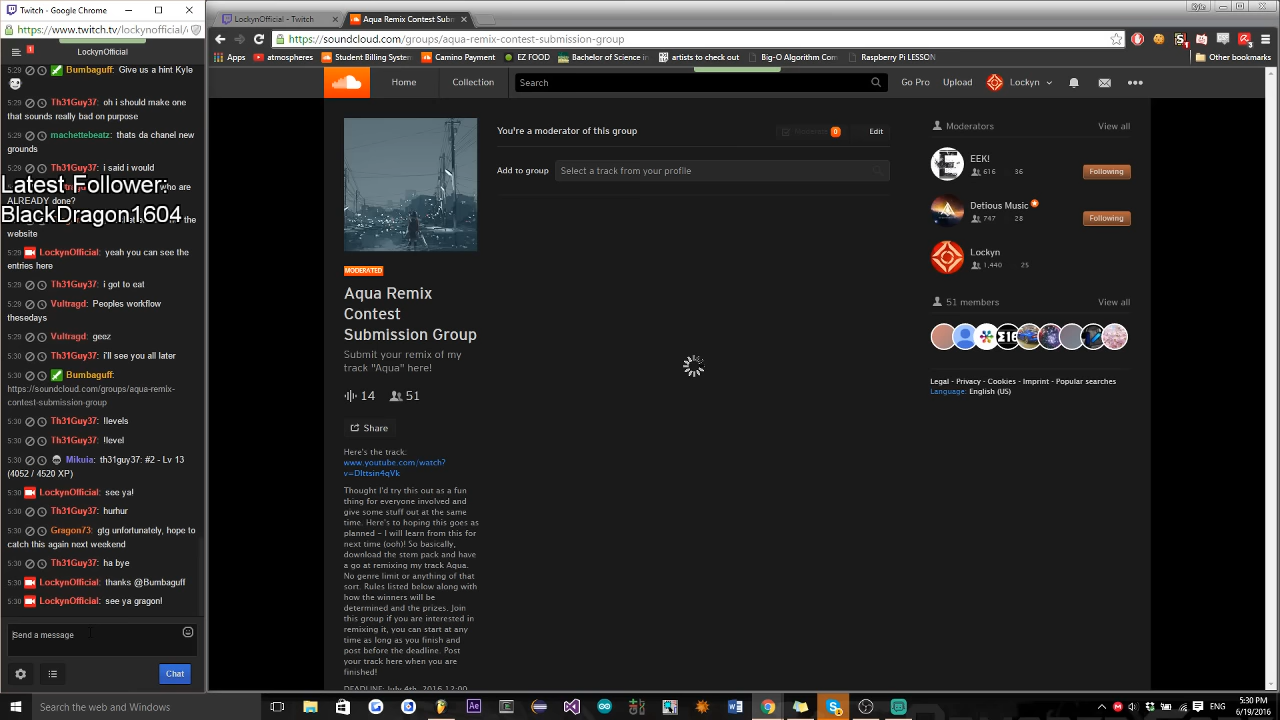 Twitch - Google Chrome
https://www.twitch.tv/lockynofficial/
1
LockynOfficial
5:29 Bumbaguff: Give us a hint Kyle
5:29 Th31Guy37: oh i should make one
that sounds really bad on purpose
5:29 machettebeatz: thats da chanel new
grounds
5:29 Th31Guy37: i said i would
Latest Follower:
who are
ALREADY done?
BlackDragon1604
the
website
5:29 LockynOfficial: yeah you can see the
entries here
5:29 Th31Guy37: i got to eat
5:29 Vultragd: Peoples workflow
thesedays
5:29 Vultragd: geez
5:30 Th31Guy37: i'll see you all later
5:30 Bumbaguff:
https://soundcloud.com/groups/aqua-remix-
contest-submission-group
5:30 Th31Guy37: !levels
5:30 Th31Guy37: !level
5:30 Mikuia: th31guy37: #2 - Lv 13
(4052 / 4520 XP)
5:30 LockynOfficial: see ya!
5:30 Th31Guy37: hurhur
5:30 Gragon73: gtg unfortunately, hope to
catch this again next weekend
5:30 Th31Guy37: ha bye
5:30 LockynOfficial: thanks @Bumbaguff
5:30 LockynOfficial: see ya gragon!
Send a message
Chat
LockynOfficial - Twitch
Aqua Remix Contest Subm
Kyle
https://soundcloud.com/groups/aqua-remix-contest-submission-group
Apps
atmospheres
Student Billing System
Camino Payment
EZ FOOD
Bachelor of Science in
artists to check out
Big-O Algorithm Com
Raspberry Pi LESSON
Other bookmarks
Home
Collection
Search
Go Pro
Upload
Lockyn
You're a moderator of this group
Moderate 0
Edit
Add to group
Select a track from your profile
MODERATED
Aqua Remix
Contest
Submission Group
Submit your remix of my
track "Aqua" here!
14 51
Share
Here's the track:
www.youtube.com/watch?
v=DIttsin4qVk
Thought I'd try this out as a fun
thing for everyone involved and
give some stuff out at the same
time. Here's to hoping this goes as
planned – I will learn from this for
next time (ooh)! So basically,
download the stem pack and have
a go at remixing my track Aqua.
No genre limit or anything of that
sort. Rules listed below along with
how the winners will be
determined and the prizes. Join
this group if you are interested in
remixing it, you can start at any
time as long as you finish and
post before the deadline. Post
your track here when you are
finished!
DEADLINE: July 4th, 2016 12:00
Moderators
View all
EEK!
616 36
Following
Detious Music
747 28
Following
Lockyn
1,440 25
51 members
View all
Legal - Privacy - Cookies - Imprint - Popular searches
Language: English (US)
Search the web and Windows
ENG
5:30 PM
6/19/2016